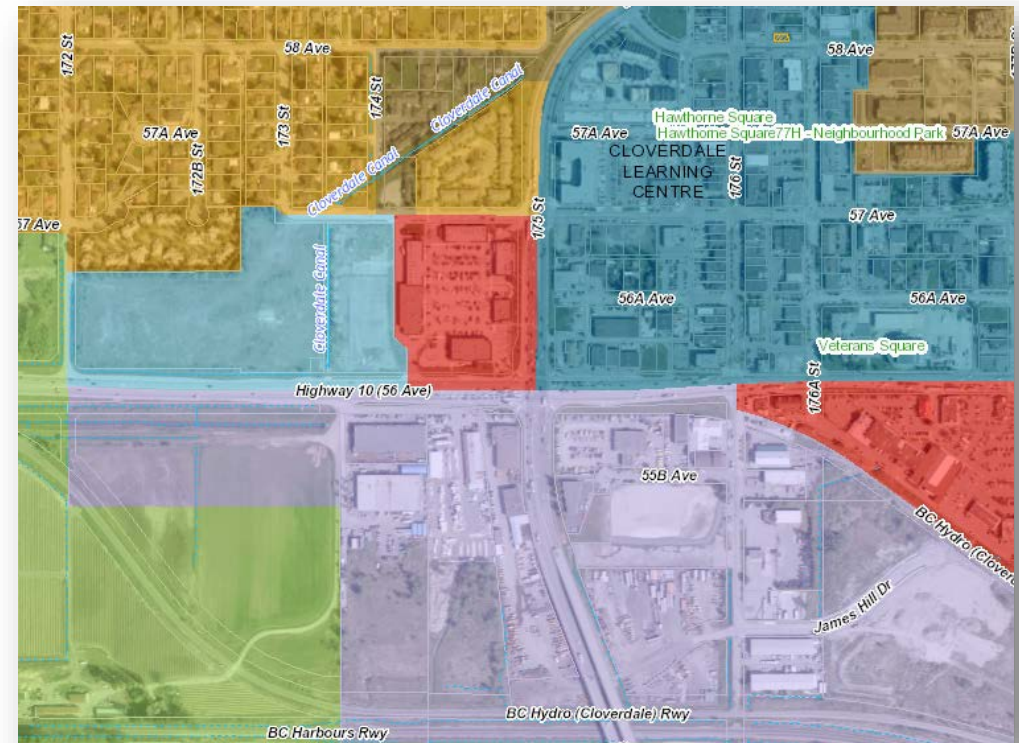 172 St
58 Ave
58 Ave
174 St
173 St
Cloverdale Canal
57A Ave
172B St
Cloverdale Canal
57A Ave
Hawthorne Square
Hawthorne Square77H - Neighbourhood Park
57A Ave
CLOVERDALE
LEARNING
CENTRE
176 St
57 Ave
175 St
57 Ave
Cloverdale Canal
56A Ave
56A Ave
Veterans Square
Highway 10 (56 Ave)
176A St
55B Ave
BC Hydro (Cloverd
James Hill Dr
BC Hydro (Cloverdale) Rwy
BC Harbours Rwy